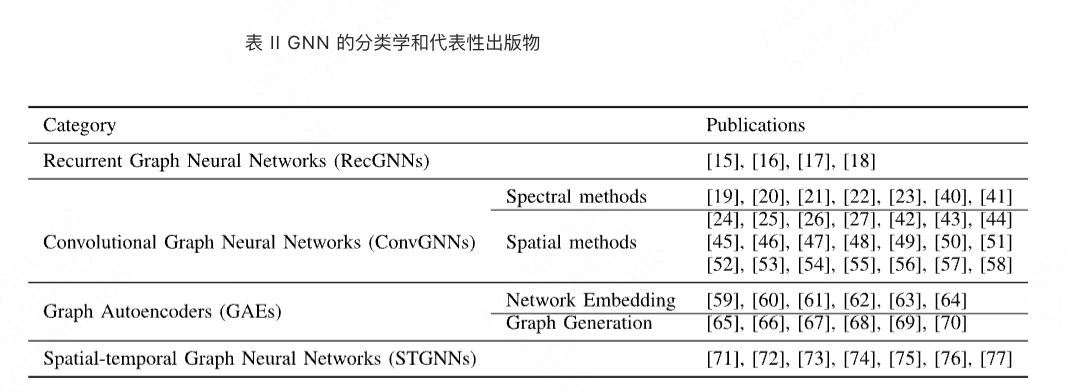 表 II GNN 的分类学和代表性出版物
Category Publications
Recurrent Graph Neural Networks (RecGNNs) [15], [16], [17], [18]
Spectral methods [19], [20], [21], [22], [23], [40], [41]
[24], [25], [26], [27], [42], [43], [44]
Convolutional Graph Neural Networks (ConvGNNs) Spatial methods [45], [46], [47], [48], [49], [50], [51]
[52], [53], [54], [55], [56], [57], [58]
Network Embedding [59], [60], [61], [62], [63], [64]
Graph Autoencoders (GAEs)
Graph Generation [65], [66], [67], [68], [69], [70]
Spatial-temporal Graph Neural Networks (STGNNs) [71], [72], [73], [74], [75], [76], [77]